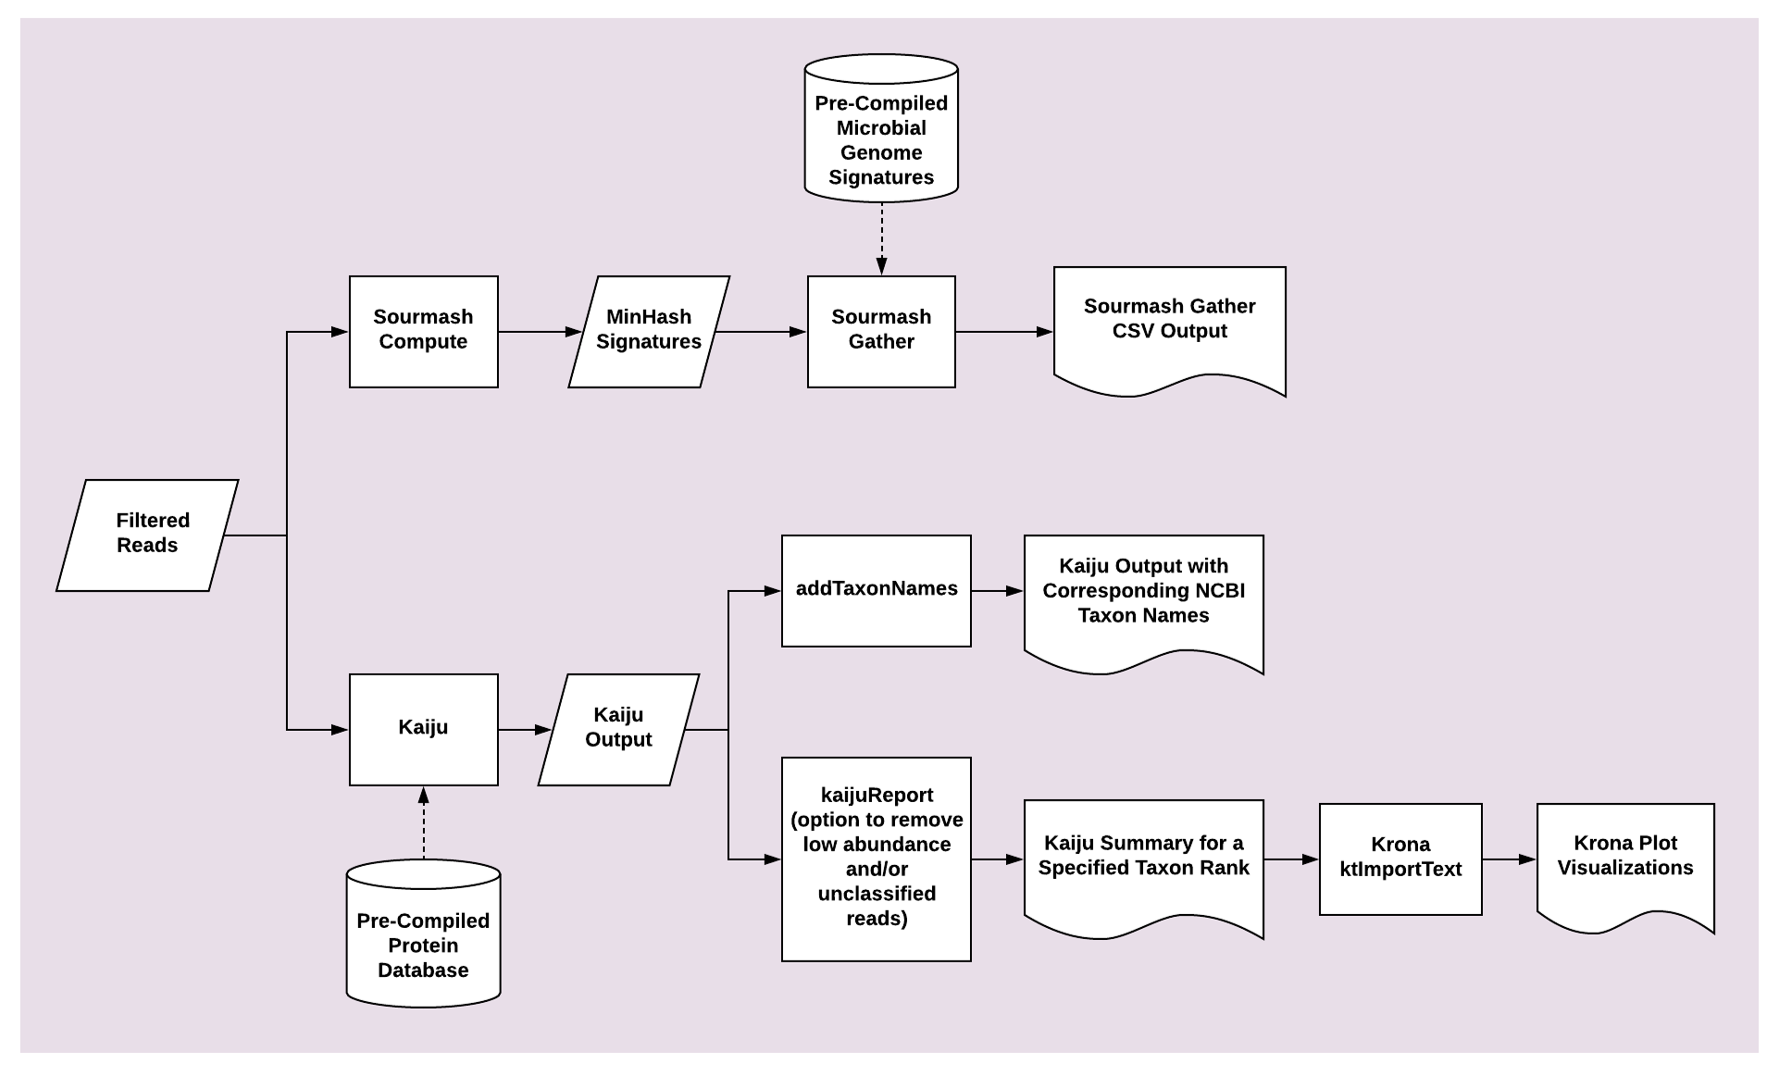 Pre-Compiled
Microbial
Genome
Signatures
Sourmash
Compute
MinHash
Signatures
Sourmash
Gather
Sourmash Gather
CSV Output
Filtered
Reads
addTaxonNames
Kaiju Output with
Corresponding NCBI
Taxon Names
Kaiju
Kaiju
Output
kaijuReport
(option to remove
low abundance
and/or
unclassified
reads)
Kaiju Summary for a
Specified Taxon Rank
Krona
ktImportText
Krona Plot
Visualizations
Pre-Compiled
Protein
Database